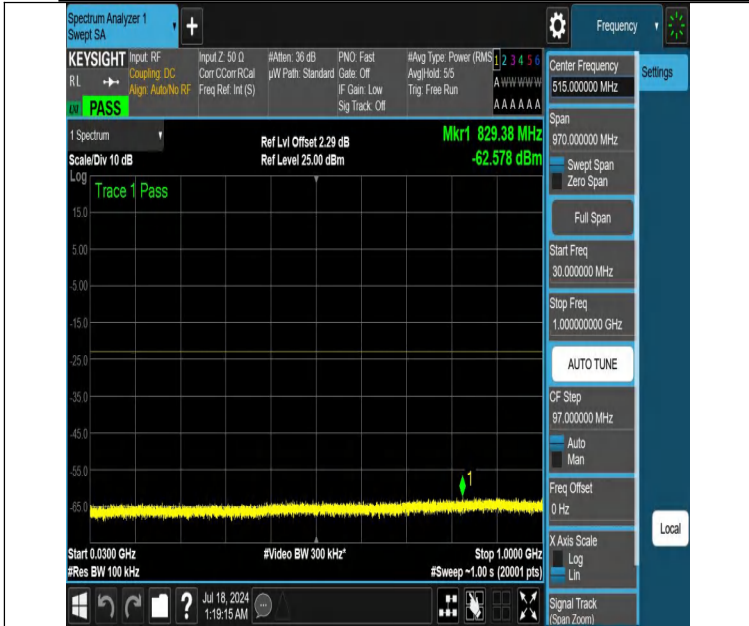 Spectrum Analyzer 1
Swept SA
+
Frequency
KEYSIGHT
RL
PASS
Input: RF
Coupling: DC
Align: Auto/No RF
Input Z: 50 Ω
Corr CCorr RCal
Freq Ref: Int (S)
#Atten: 36 dB
µW Path: Standard
PNO: Fast
Gate: Off
IF Gain: Low
Sig Track: Off
#Avg Type: Power (RMS
Avg|Hold: 5/5
Trig: Free Run
1 2 3 4 5 6
A W W W W W
A A A A A A
1 Spectrum
Scale/Div 10 dB
Ref Lvl Offset 2.29 dB
Ref Level 25.00 dBm
Mkr1 829.38 MHz
-62.578 dBm
Log
Trace 1 Pass
15.0
5.00
-5.00
-15.0
-25.0
-35.0
-45.0
-55.0
-65.0
1
Start 0.0300 GHz
#Res BW 100 kHz
#Video BW 300 kHz*
Stop 1.0000 GHz
#Sweep ~1.00 s (20001 pts)
Center Frequency
515.000000 MHz
Settings
Span
970.000000 MHz
Swept Span
Zero Span
Full Span
Start Freq
30.000000 MHz
Stop Freq
1.000000000 GHz
AUTO TUNE
CF Step
97.000000 MHz
Auto
Man
Freq Offset
0 Hz
X Axis Scale
Log
Lin
Local
Signal Track
(Span Zoom)
?
Jul 18, 2024
1:19:15 AM